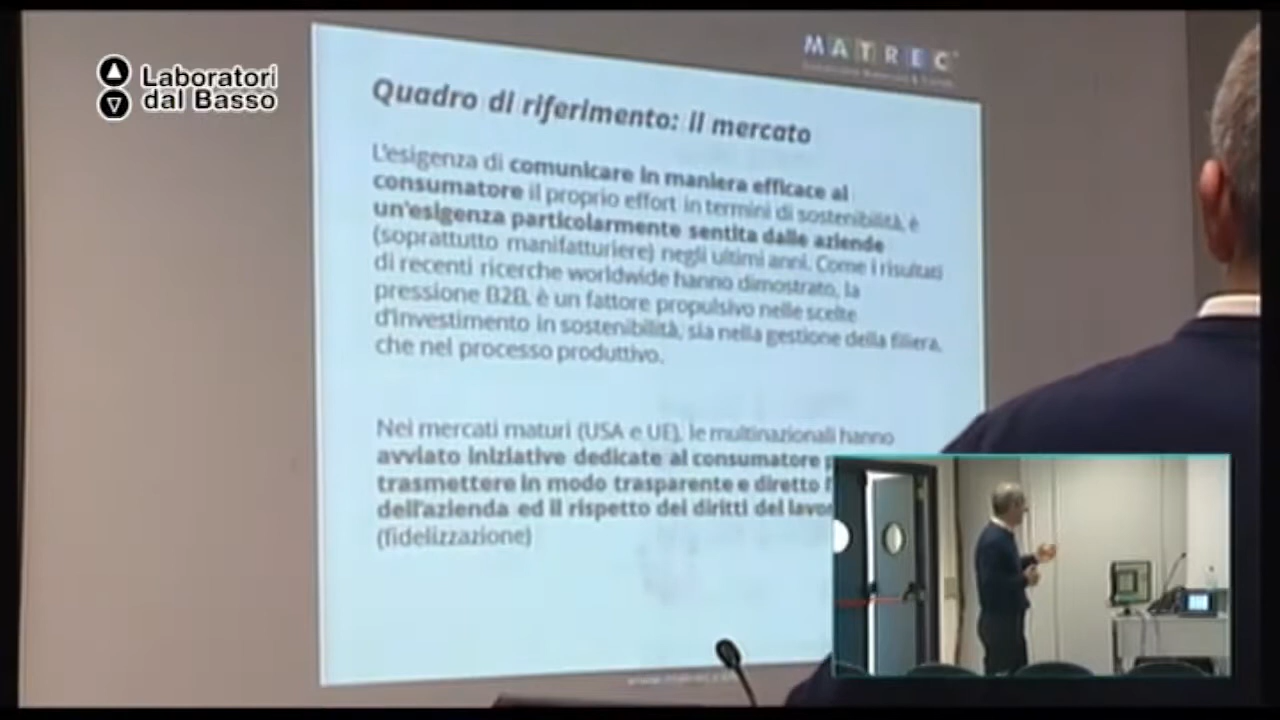 Laboratori
dal Basso
MATREC
Quadro di riferimento: il mercato
L'esigenza di comunicare in maniera efficace al
consumatore il proprio effort in termini di sostenibilità, è
un'esigenza particolarmente sentita dalle aziende
(soprattutto manifatturiere) negli ultimi anni. Come i risultati
di recenti ricerche worldwide hanno dimostrato, la
pressione B2B, è un fattore propulsivo nelle scelte
d'investimento in sostenibilità, sia nella gestione della filiera,
che nel processo produttivo.
Nei mercati maturi (USA e UE), le multinazionali hanno
avviato iniziative dedicate al consumatore
trasmettere in modo trasparente e diretto
dell'azienda ed il rispetto dei diritti del
(fidelizzazione)